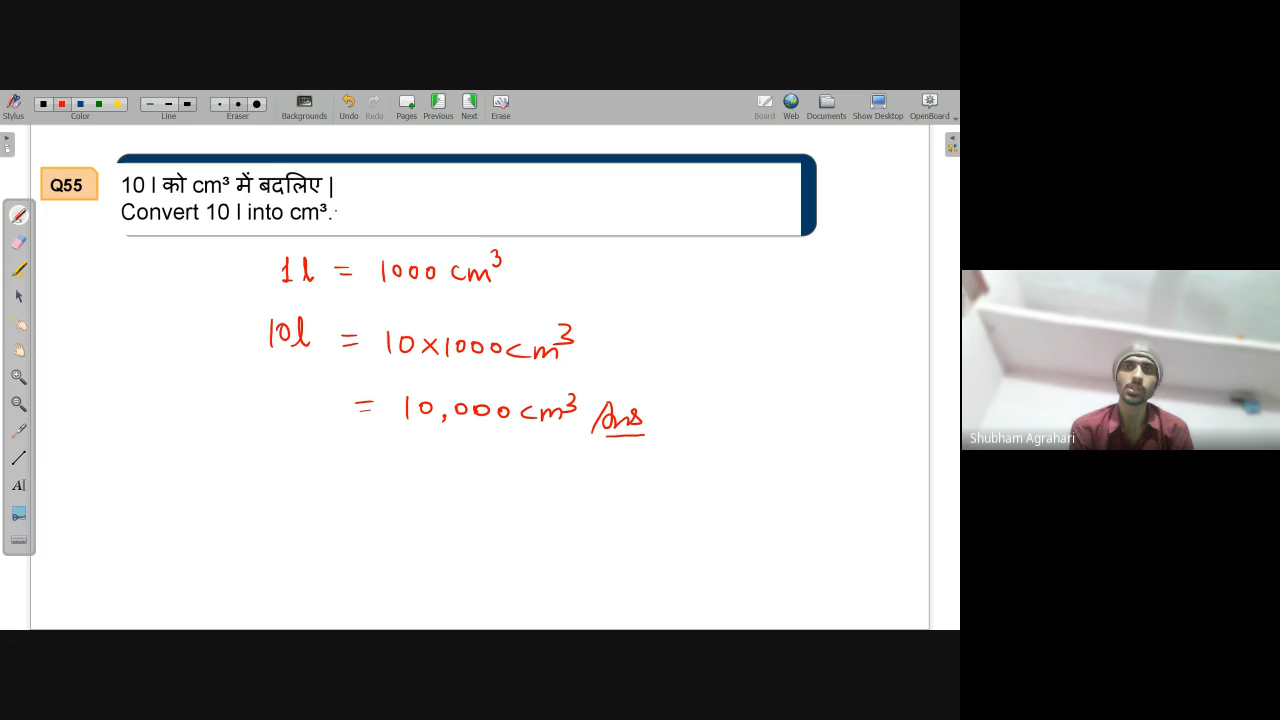 Stylus
Color
Line
Eraser
Backgrounds
Undo
Redo
Pages
Previous
Next
Erase
Board
Web
Documents
Show Desktop
OpenBoard
Q55
10 l को cm³ में बदलिए |
Convert 10 l into cm³.
1l = 1000 cm³
10l = 10×1000cm³
= 10,000cm³ Ans
Shubham Agrahari